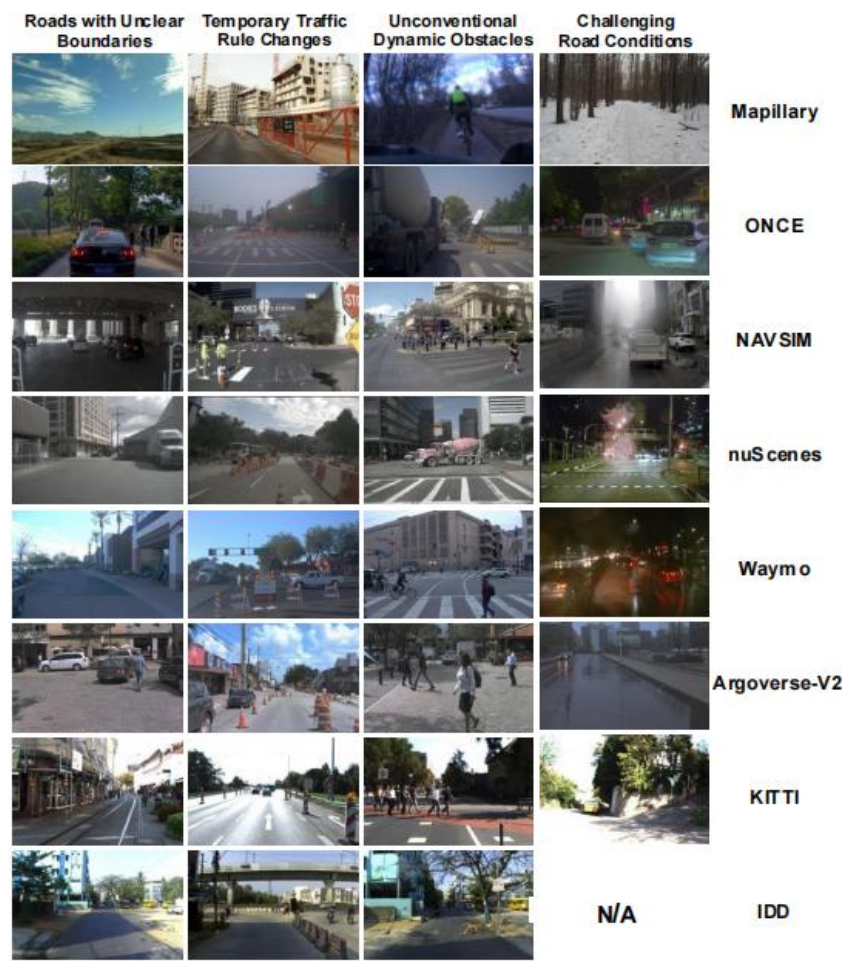 Roads with Unclear
Boundaries
Temporary Traffic
Rule Changes
Unconventional
Dynamic Obstacles
Challenging
Road Conditions
Mapillary
ONCE
NAVSIM
STO
nuScenes
Waymo
Argoverse-V2
KITTI
N/A
IDD